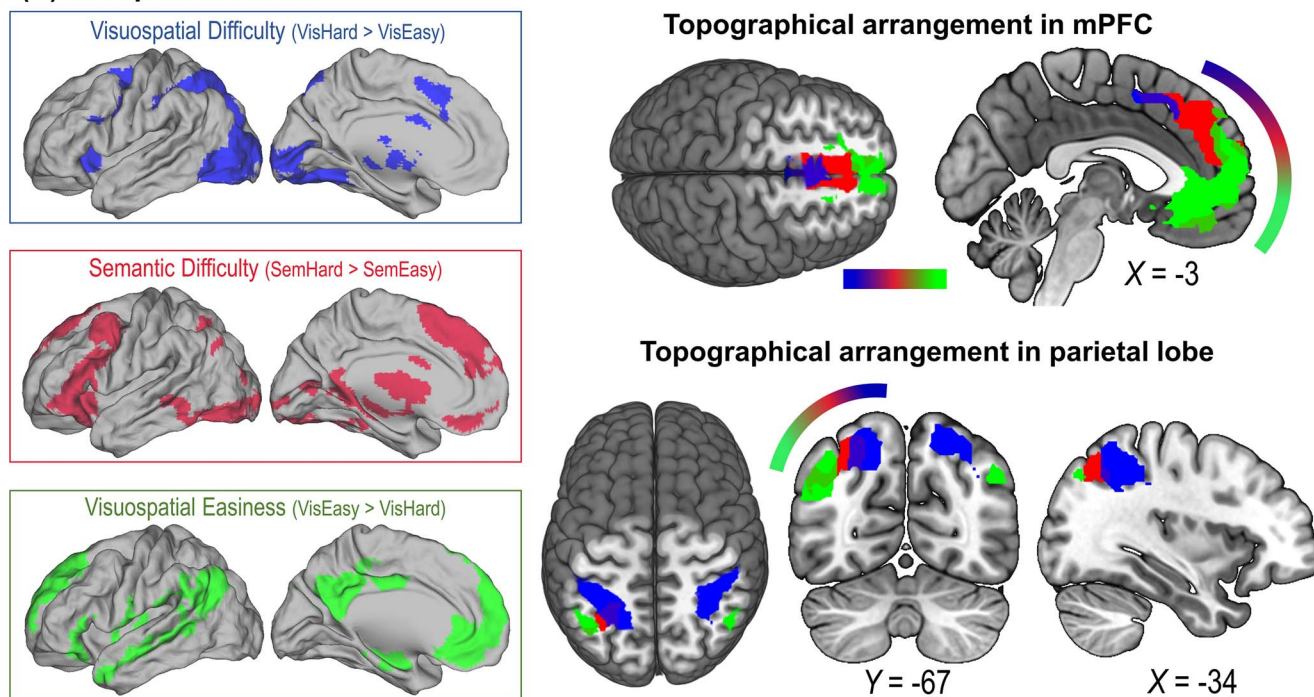 Visuospatial Difficulty (VisHard > VisEasy)
Semantic Difficulty (SemHard > SemEasy)
Visuospatial Easiness (VisEasy > VisHard)
Topographical arrangement in mPFC
X = -3
Topographical arrangement in parietal lobe
Y = -67
X = -34